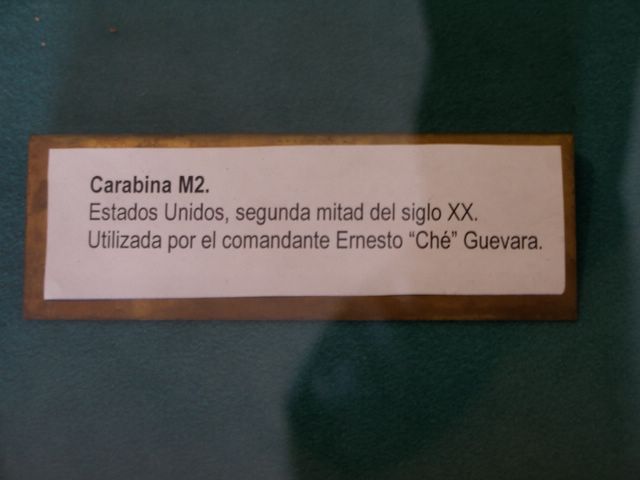 Carabina M2.
Estados Unidos, segunda mitad del siglo XX.
Utilizada por el comandante Ernesto “Ché” Guevara.